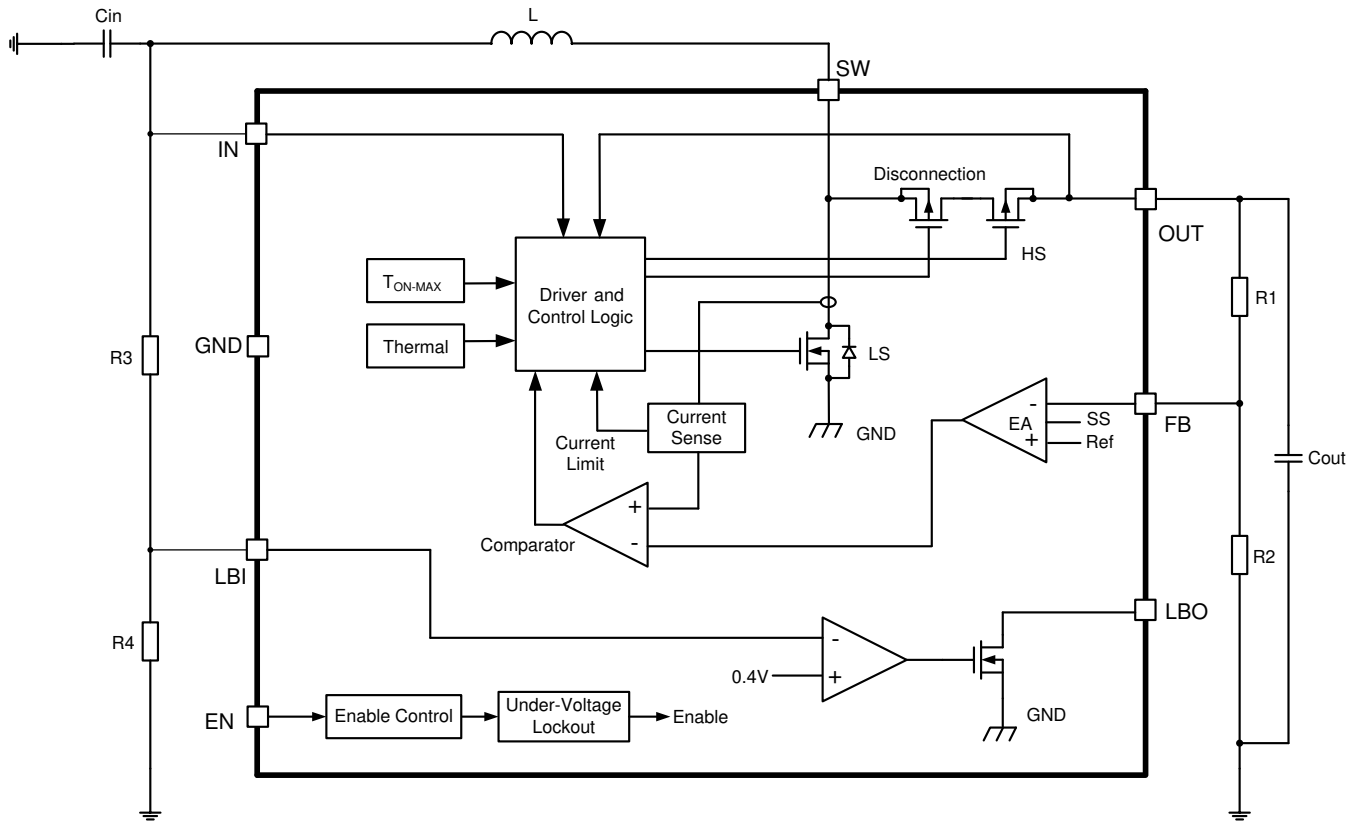 Cin
L
SW
IN
Disconnection
OUT
HS
T_ON-MAX
Driver and
Control Logic
R1
Thermal
GND
R3
LS
Current
Sense
GND
Current
Limit
-
EA
+
SS
Ref
FB
Cout
+
-
Comparator
LBI
R2
LBO
R4
-
+
0.4V
GND
EN
Enable Control
Under-Voltage
Lockout
Enable